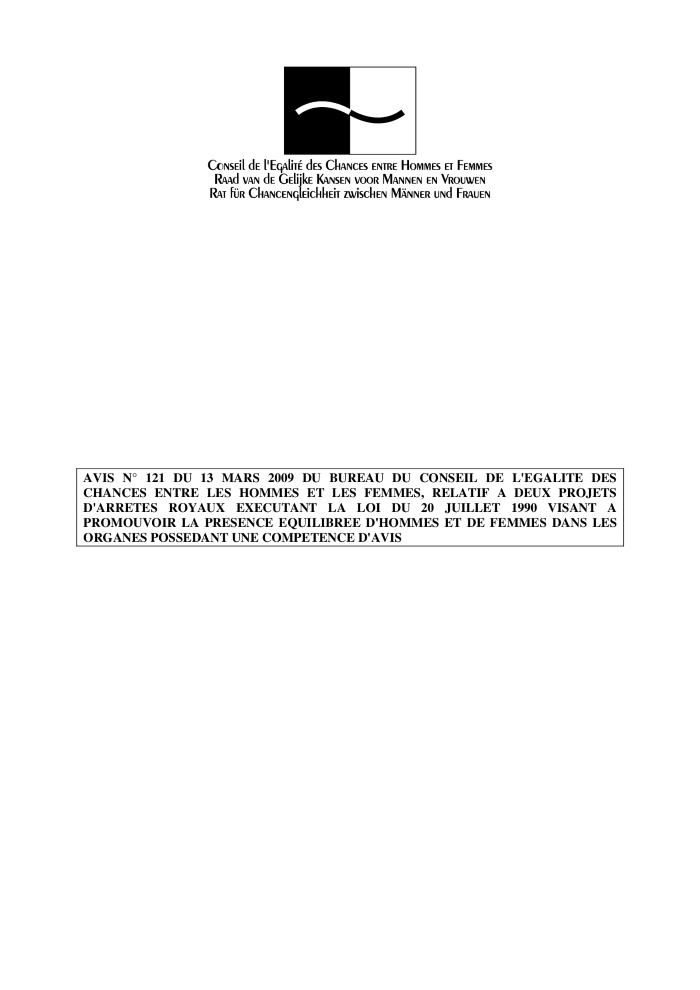 Conseil de l'Egalité des Chances entre Hommes et Femmes
Raad van de Gelijke Kansen voor Mannen en Vrouwen
Rat für Chancengleichheit zwischen Männer und Frauen
AVIS N° 121 DU 13 MARS 2009 DU BUREAU DU CONSEIL DE L'EGALITE DES
CHANCES ENTRE LES HOMMES ET LES FEMMES, RELATIF A DEUX PROJETS
D'ARRETES ROYAUX EXECUTANT LA LOI DU 20 JUILLET 1990 VISANT A
PROMOUVOIR LA PRESENCE EQUILIBREE D'HOMMES ET DE FEMMES DANS LES
ORGANES POSSEDANT UNE COMPETENCE D'AVIS